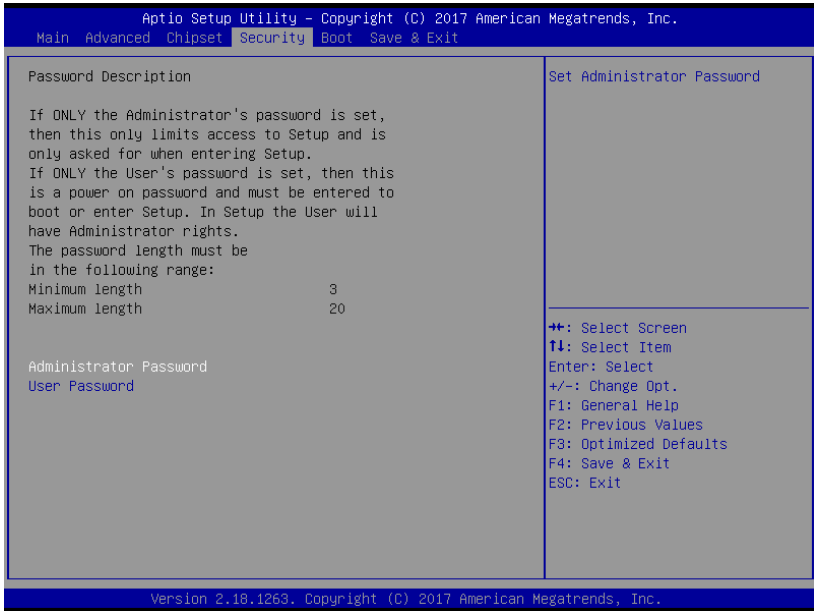 Aptio Setup Utility – Copyright (C) 2017 American Megatrends, Inc.
Main Advanced Chipset Security Boot Save & Exit
Password Description
If ONLY the Administrator's password is set,
then this only limits access to Setup and is
only asked for when entering Setup.
If ONLY the User's password is set, then this
is a power on password and must be entered to
boot or enter Setup. In Setup the User will
have Administrator rights.
The password length must be
in the following range:
Minimum length 3
Maximum length 20
Administrator Password
User Password
Set Administrator Password
→←: Select Screen
↑↓: Select Item
Enter: Select
+/-: Change Opt.
F1: General Help
F2: Previous Values
F3: Optimized Defaults
F4: Save & Exit
ESC: Exit
Version 2.18.1263. Copyright (C) 2017 American Megatrends, Inc.